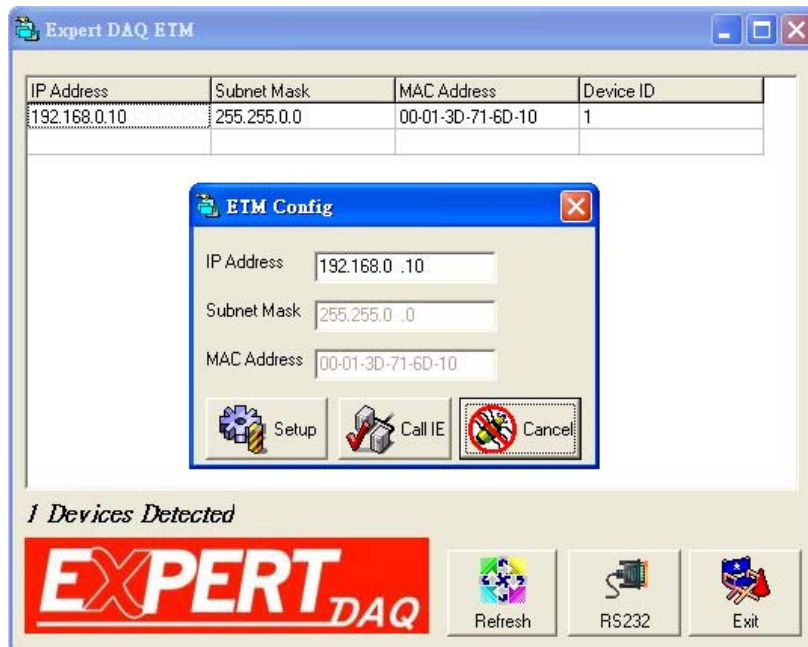 Expert DAQ ETM
IP Address Subnet Mask MAC Address Device ID
192.168.0.10 255.255.0.0 00-01-3D-71-6D-10 1
ETM Config
IP Address 192.168.0 .10
Subnet Mask 255.255.0 .0
MAC Address 00-01-3D-71-6D-10
Setup Call IE Cancel
1 Devices Detected
EXPERT DAQ
Refresh RS232 Exit